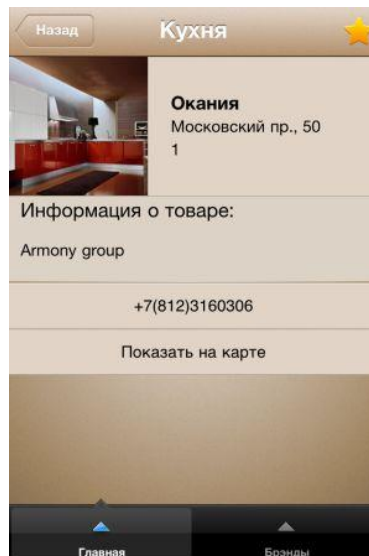 Назад
Кухня
Окания
Московский пр., 50
1
Информация о товаре:
Armony group
+7(812)3160306
Показать на карте
Главная
Брэнды